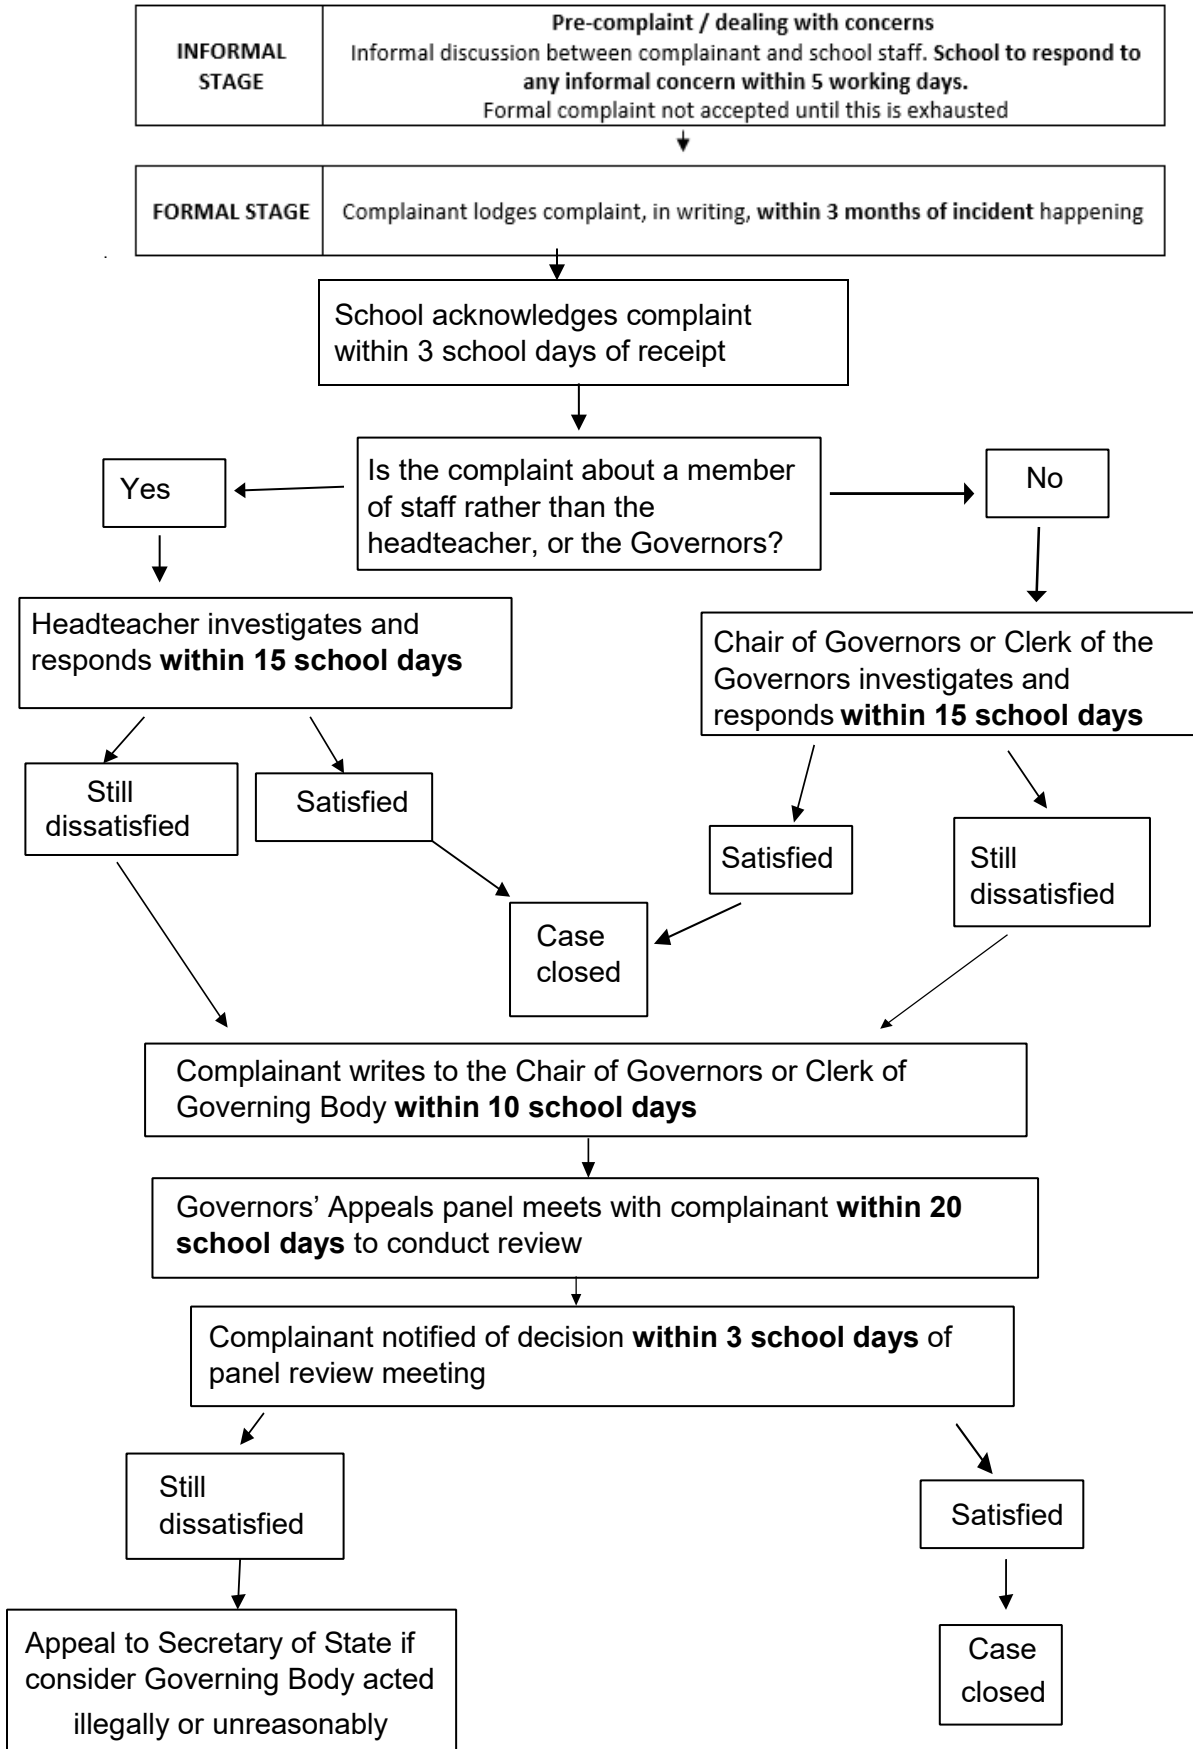 INFORMAL
STAGE
Pre-complaint / dealing with concerns
Informal discussion between complainant and school staff. School to respond to
any informal concern within 5 working days.
Formal complaint not accepted until this is exhausted
FORMAL STAGE
Complainant lodges complaint, in writing, within 3 months of incident happening
School acknowledges complaint
within 3 school days of receipt
Is the complaint about a member
of staff rather than the
headteacher, or the Governors?
Yes
No
Headteacher investigates and
responds within 15 school days
Chair of Governors or Clerk of the
Governors investigates and
responds within 15 school days
Still
dissatisfied
Satisfied
Satisfied
Still
dissatisfied
Case
closed
Complainant writes to the Chair of Governors or Clerk of
Governing Body within 10 school days
Governors’ Appeals panel meets with complainant within 20
school days to conduct review
Complainant notified of decision within 3 school days of
panel review meeting
Still
dissatisfied
Satisfied
Appeal to Secretary of State if
consider Governing Body acted
illegally or unreasonably
Case
closed